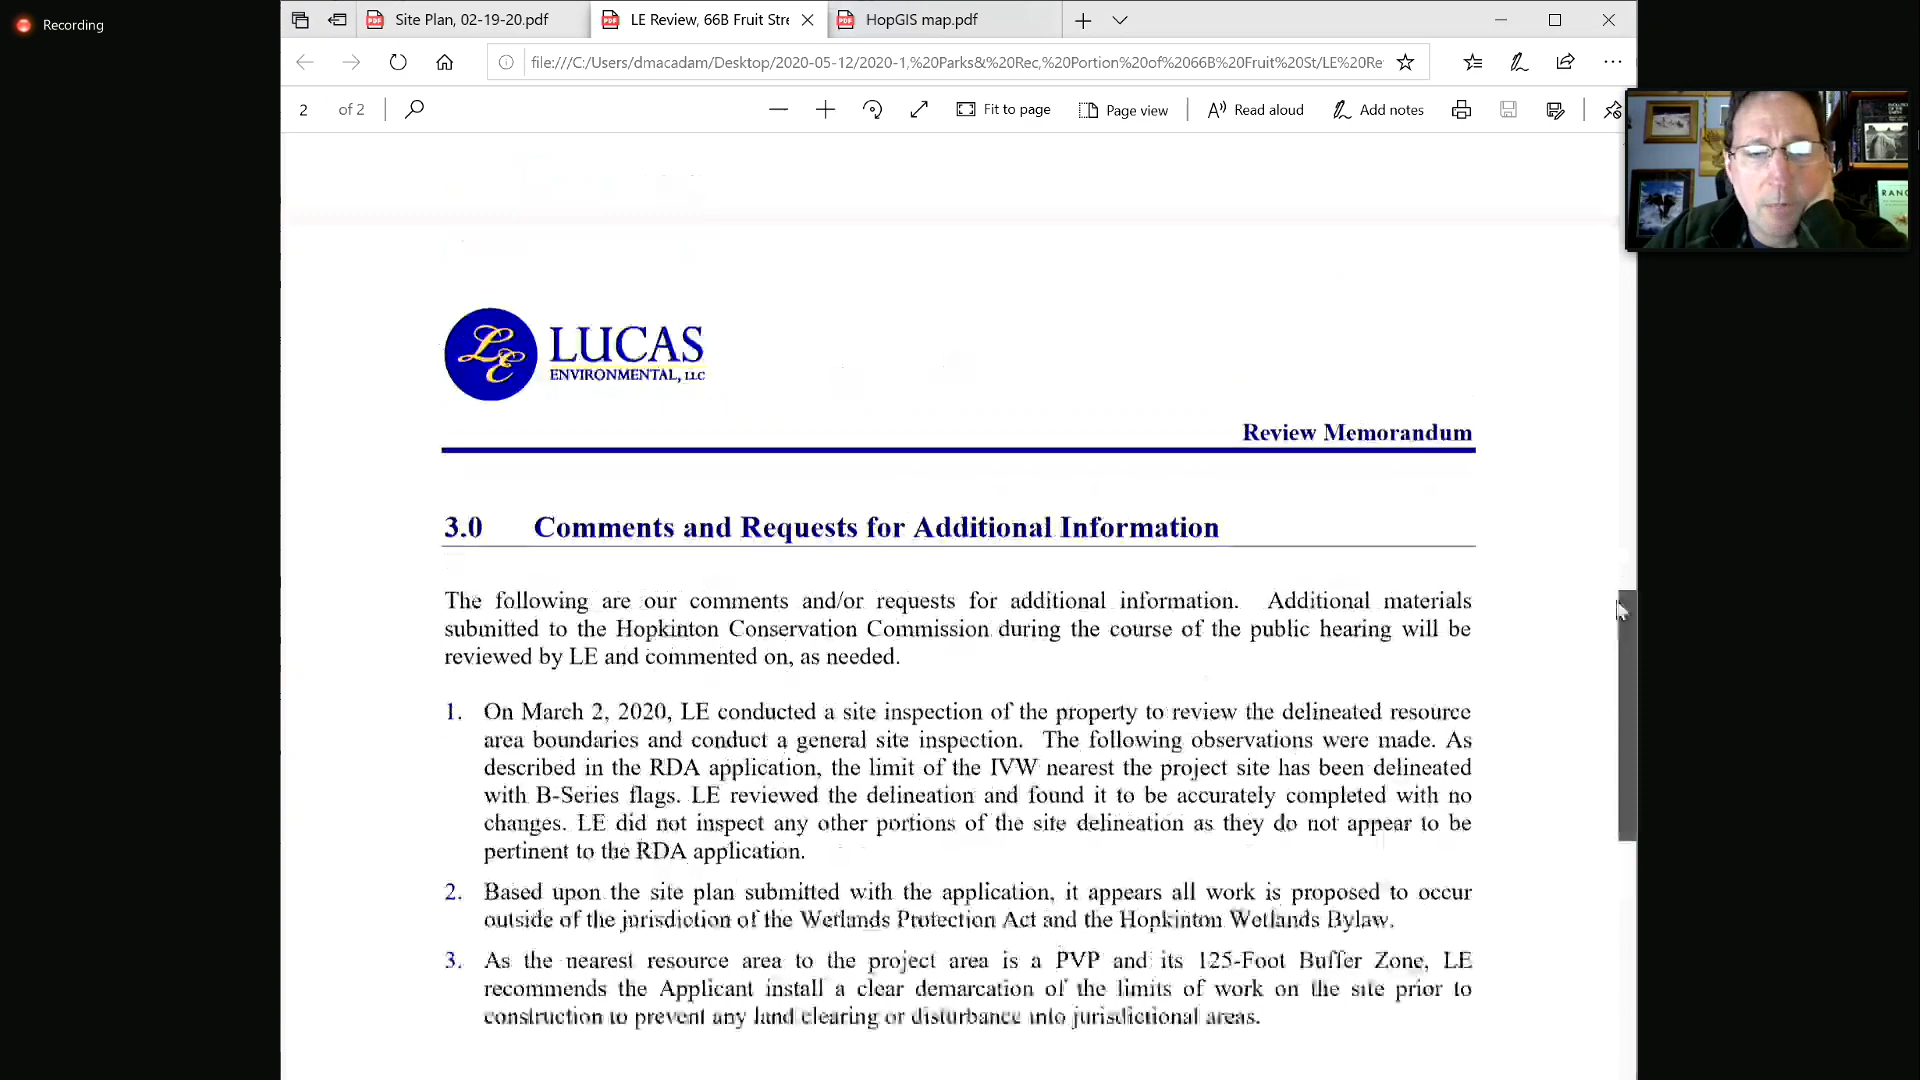 Recording
Site Plan, 02-19-20.pdf
LE Review, 66B Fruit Stre
HopGIS map.pdf
file:///C:/Users/dmacadam/Desktop/2020-05-12/2020-1,%20Parks&%20Rec,%20Portion%20of%2066B%20Fruit%20St/LE%20Re
2 of 2
Fit to page
Page view
Read aloud
Add notes
LE
LUCAS
ENVIRONMENTAL, LLC
Review Memorandum
3.0 Comments and Requests for Additional Information
The following are our comments and/or requests for additional information. Additional materials
submitted to the Hopkinton Conservation Commission during the course of the public hearing will be
reviewed by LE and commented on, as needed.
1. On March 2, 2020, LE conducted a site inspection of the property to review the delineated resource
area boundaries and conduct a general site inspection. The following observations were made. As
described in the RDA application, the limit of the IVW nearest the project site has been delineated
with B-Series flags. LE reviewed the delineation and found it to be accurately completed with no
changes. LE did not inspect any other portions of the site delineation as they do not appear to be
pertinent to the RDA application.
2. Based upon the site plan submitted with the application, it appears all work is proposed to occur
outside of the jurisdiction of the Wetlands Protection Act and the Hopkinton Wetlands Bylaw.
3. As the nearest resource area to the project area is a PVP and its 125-Foot Buffer Zone, LE
recommends the Applicant install a clear demarcation of the limits of work on the site prior to
construction to prevent any land clearing or disturbance into jurisdictional areas.